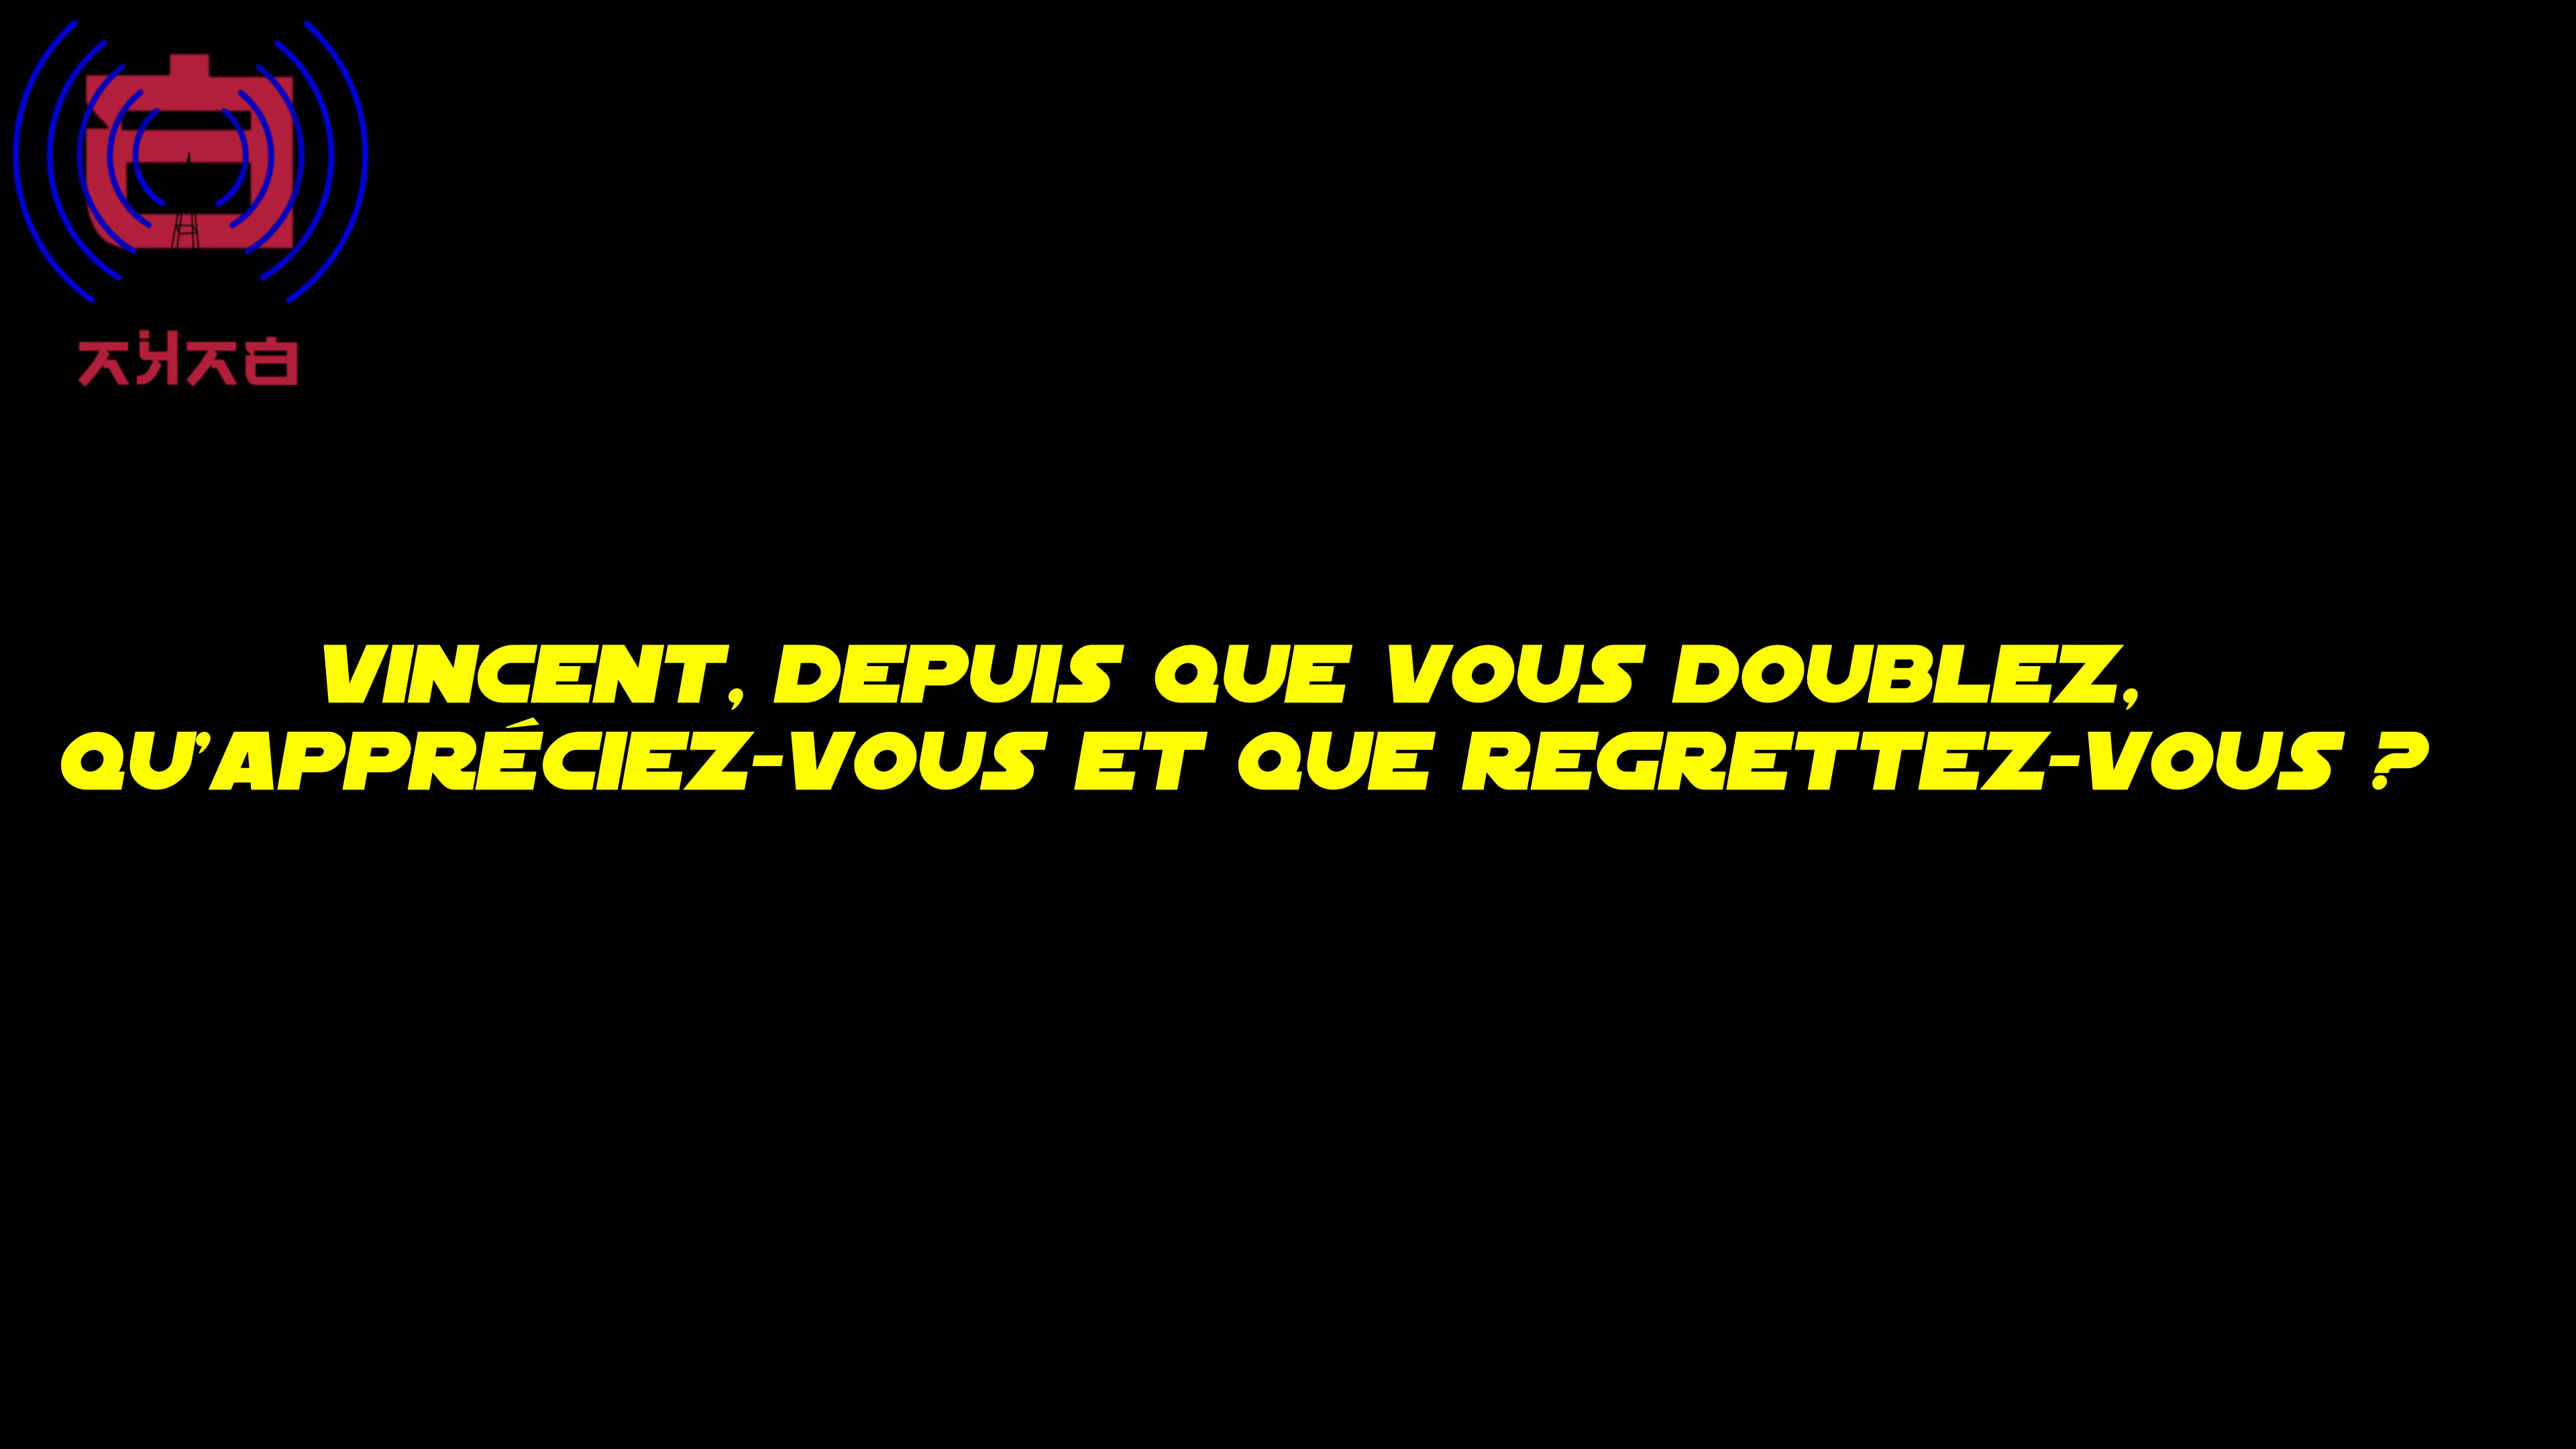 VINCENT, DEPUIS QUE VOUS DOUBLEZ,
QU'APPRÉCIEZ-VOUS ET QUE REGRETTEZ-VOUS ?